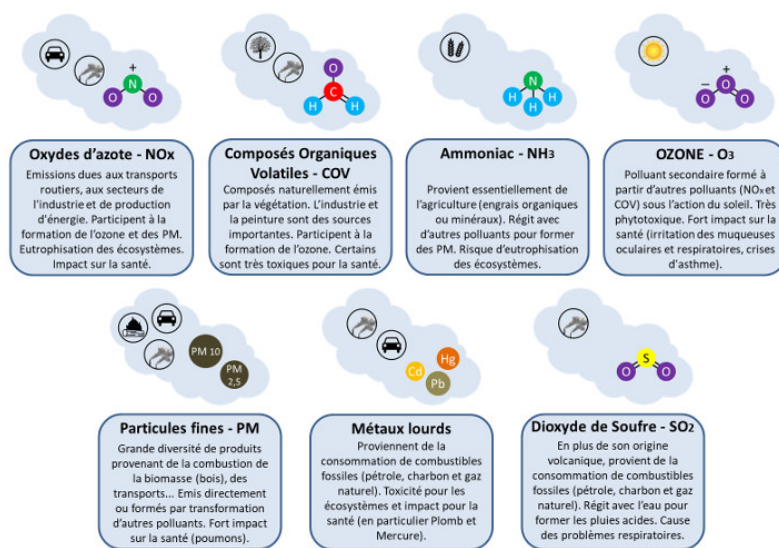 +
N
O
O
Oxydes d'azote - NOx
Emissions dues aux transports
routiers, aux secteurs de
l'industrie et de production
d'énergie. Participent à la
formation de l'ozone et des PM.
Eutrophisation des écosystèmes.
Impact sur la santé.
O
C
H
H
Composés Organiques
Volatiles - COV
Composés naturellement émis
par la végétation. L'industrie et
la peinture sont des sources
importantes. Participent à la
formation de l'ozone. Certains
sont très toxiques pour la santé.
N
H
H
H
Ammoniac - NH3
Provient essentiellement de
l'agriculture (engrais organiques
ou minéraux). Régit avec
d'autres polluants pour former
des PM. Risque d'eutrophisation
des écosystèmes.
− +
O
O
O
OZONE - O3
Polluant secondaire formé à
partir d'autres polluants (NOx et
COV) sous l'action du soleil. Très
phytotoxique. Fort impact sur la
santé (irritation des muqueuses
oculaires et respiratoires, crises
d'asthme).
PM 10
PM
2,5
Particules fines - PM
Grande diversité de produits
provenant de la combustion de
la biomasse (bois), des
transports... Emis directement
ou formés par transformation
d'autres polluants. Fort impact
sur la santé (poumons).
Hg
Cd
Pb
Métaux lourds
Proviennent de la
consommation de combustibles
fossiles (pétrole, charbon et gaz
naturel). Toxicité pour les
écosystèmes et impact pour la
santé (en particulier Plomb et
Mercure).
S
O
O
Dioxyde de Soufre - SO2
En plus de son origine
volcanique, provient de la
consommation de combustibles
fossiles (pétrole, charbon et gaz
naturel). Régit avec l'eau pour
former les pluies acides. Cause
des problèmes respiratoires.